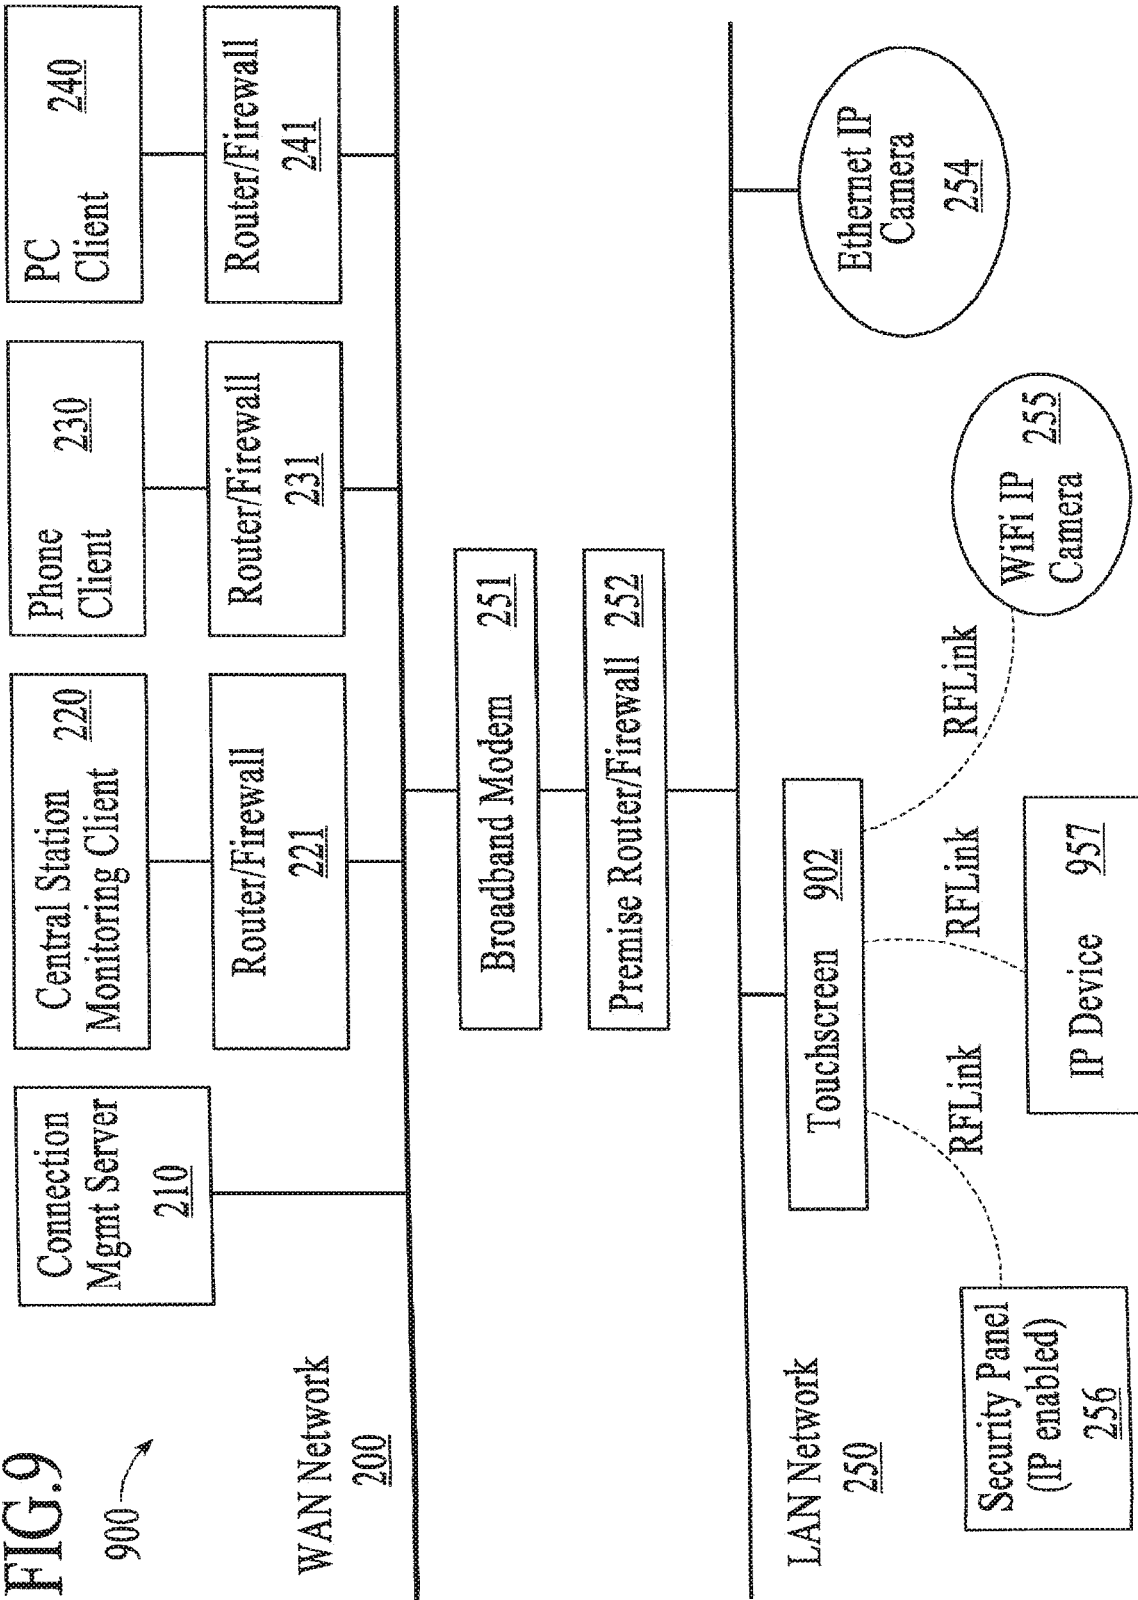 FIG.9
900
Connection
Mgmt Server
210
Central Station
Monitoring Client
220
Phone
Client
230
PC
Client
240
Router/Firewall
221
Router/Firewall
231
Router/Firewall
241
WAN Network
200
Broadband Modem 251
Premise Router/Firewall 252
LAN Network
250
Touchscreen 902
Ethernet IP
Camera
254
RFLink
RFLink
RFLink
Security Panel
(IP enabled)
256
IP Device 957
WiFi IP
Camera
255